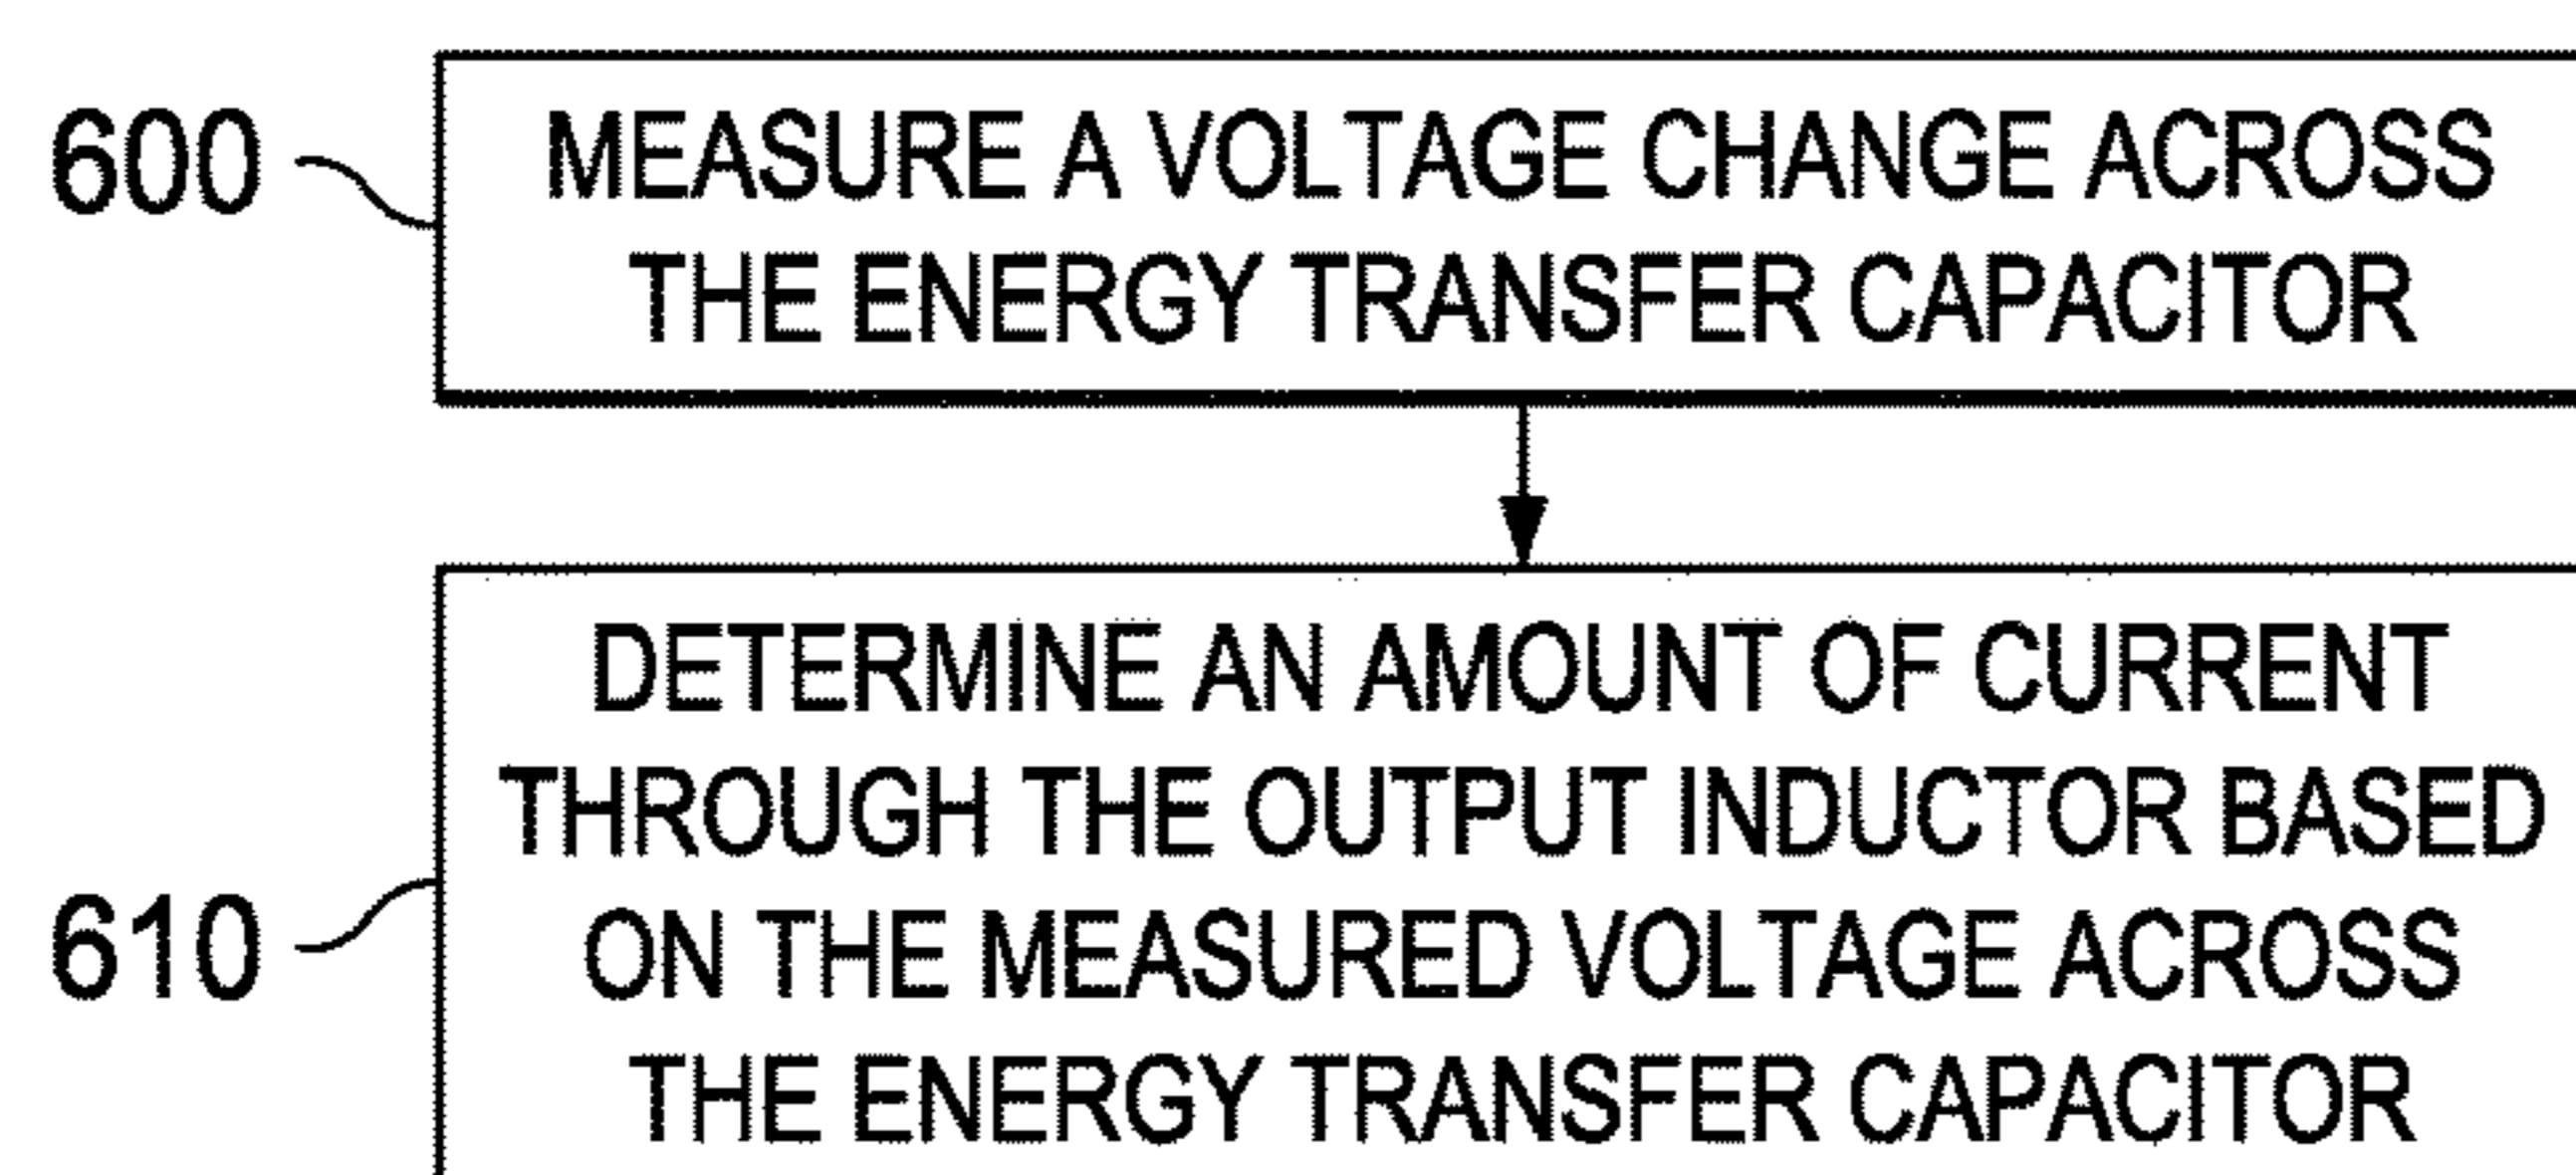 600
MEASURE A VOLTAGE CHANGE ACROSS
THE ENERGY TRANSFER CAPACITOR
DETERMINE AN AMOUNT OF CURRENT
THROUGH THE OUTPUT INDUCTOR BASED
610
ON THE MEASURED VOLTAGE ACROSS
THE ENERGY TRANSFER CAPACITOR